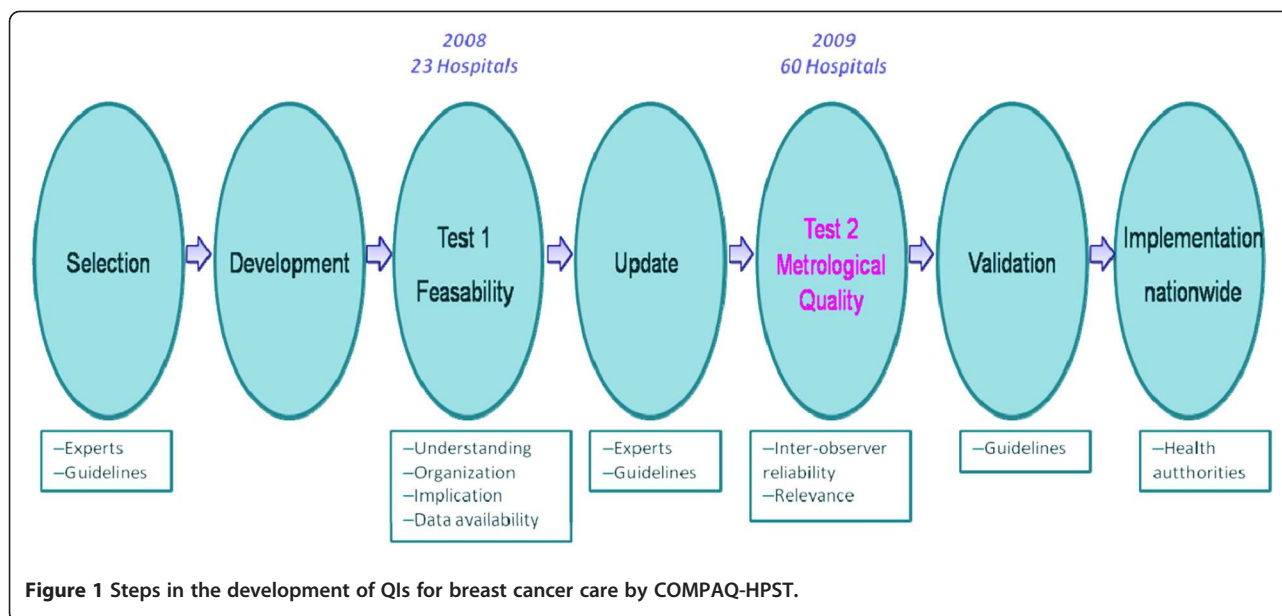 2008
23 Hospitals
2009
60 Hospitals
Selection
Development
Test 1
Feasability
Update
Test 2
Metrological
Quality
Validation
Implementation
nationwide
–Experts
–Guidelines
–Understanding
–Organization
–Implication
–Data availability
–Experts
–Guidelines
–Inter-observer
reliability
–Relevance
–Guidelines
–Health
autthorities
Figure 1 Steps in the development of QIs for breast cancer care by COMPAQ-HPST.